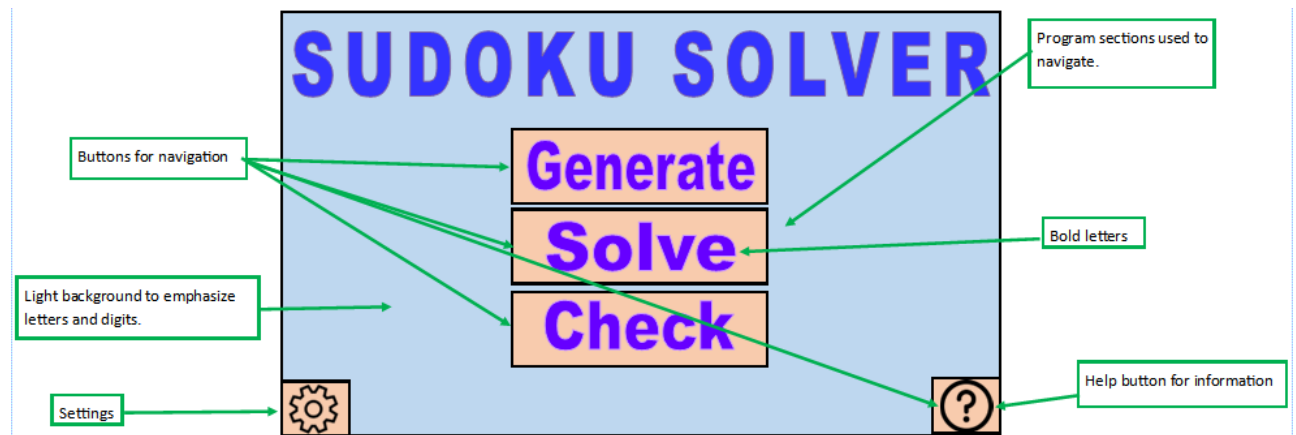 SUDOKU SOLVER
Program sections used to
navigate.
Buttons for navigation
Generate
Solve
Bold letters
Light background to emphasize
letters and digits.
Check
Help button for information
Settings
?